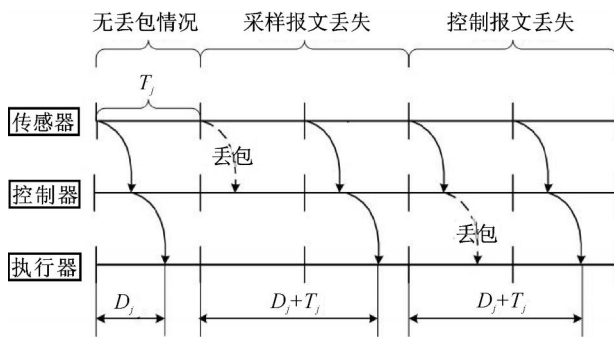 无丢包情况 采样报文丢失 控制报文丢失
T_j
传感器
丢包
控制器
丢包
执行器
D_j D_j+T_j D_j+T_j